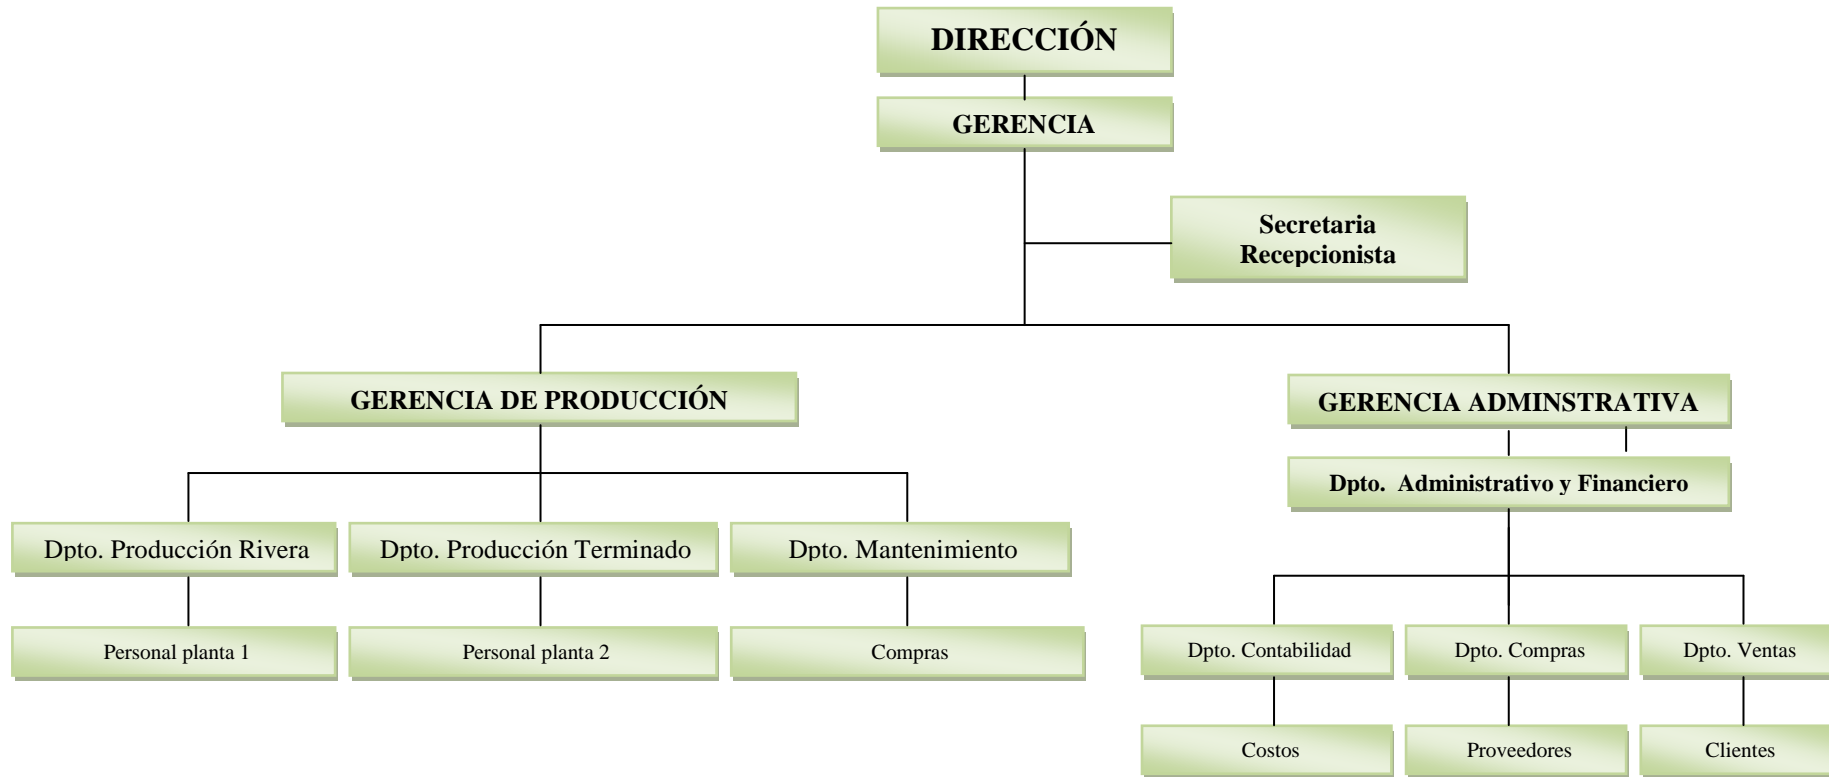 DIRECCIÓN
GERENCIA
Secretaria
Recepcionista
GERENCIA DE PRODUCCIÓN
GERENCIA ADMINSTRATIVA
Dpto.  Administrativo y Financiero
Dpto. Producción Rivera
Dpto. Producción Terminado
Dpto. Mantenimiento
Personal planta 1
Personal planta 2
Compras
Dpto. Contabilidad
Dpto. Compras
Dpto. Ventas
Costos
Proveedores
Clientes